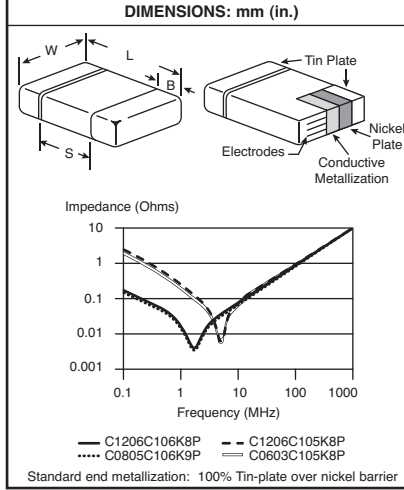 DIMENSIONS: mm (in.)
W
L
B
S
Tin Plate
Nickel
Plate
Electrodes
Conductive
Metallization
Impedance (Ohms)
10
1
0.1
0.01
0.001
0.1 1 10 100 1000
Frequency (MHz)
C1206C106K8P C1206C105K8P
C0805C106K9P C0603C105K8P
Standard end metallization: 100% Tin-plate over nickel barrier